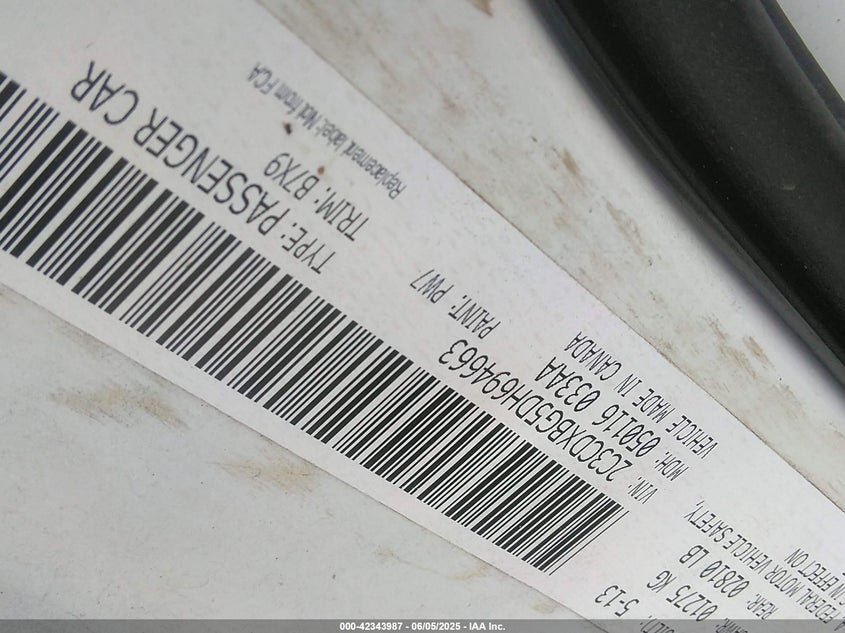 A FEDERAL MOTOR VEHICLE SAFETY,
IN EFFECT ON
5-13
01275 KG
REAR: 02810 LB
VIN: 2C3CDXBG5DH694663
MDH: 050116 033AA
VEHICLE MADE IN CANADA
TYPE: PASSENGER CAR
PAINT: PW7
TRIM: B7X9
Replacement label; Not from FCA
000-42343987 - 06/05/2025 - IAA Inc.